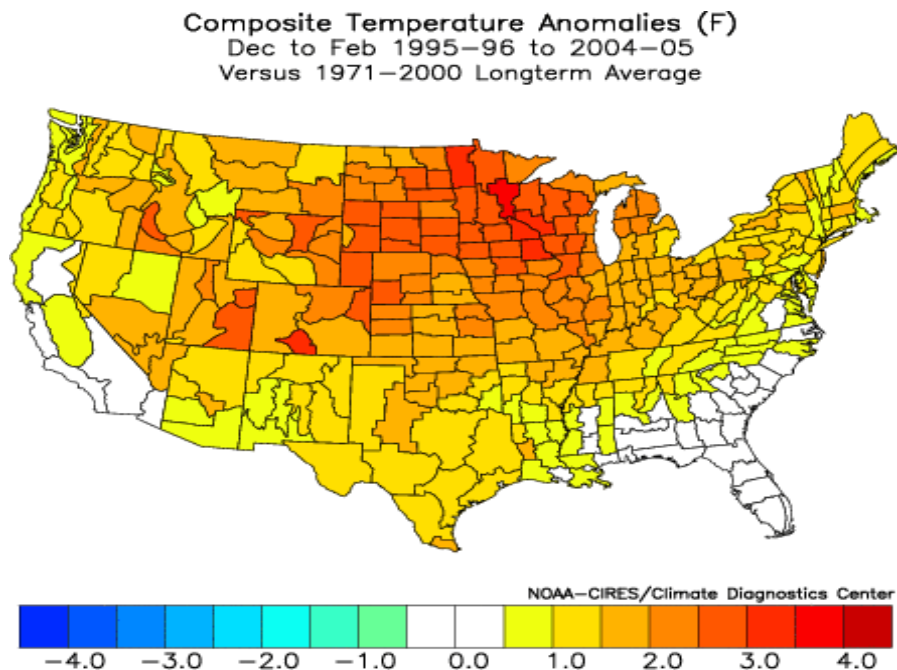 Composite Temperature Anomalies (F)
Dec to Feb 1995-96 to 2004-05
Versus 1971-2000 Longterm Average
NOAA-CIRES/Climate Diagnostics Center
-4.0 -3.0 -2.0 -1.0 0.0 1.0 2.0 3.0 4.0